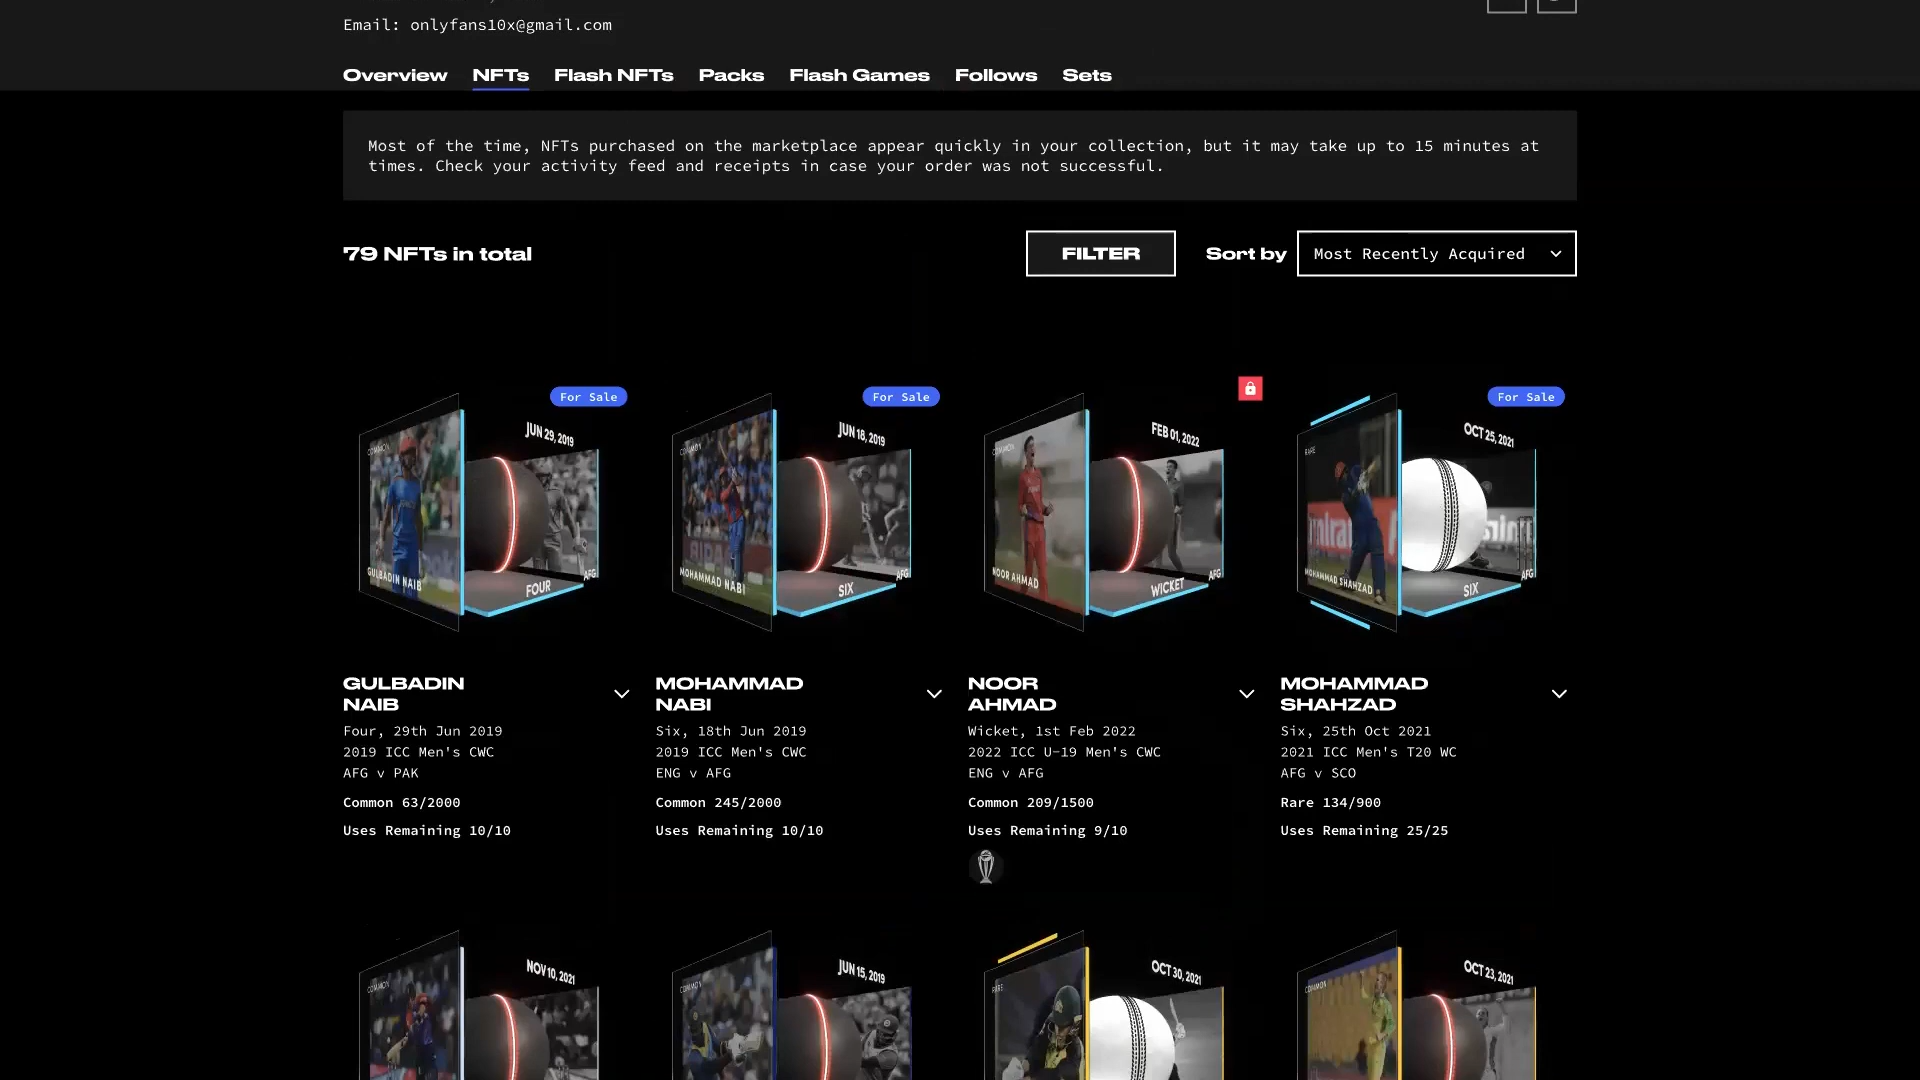 Email: onlyfans10x@gmail.com
Overview NFTs Flash NFTs Packs Flash Games Follows Sets
Most of the time, NFTs purchased on the marketplace appear quickly in your collection, but it may take up to 15 minutes at
times. Check your activity feed and receipts in case your order was not successful.
79 NFTs in total
FILTER
Sort by
Most Recently Acquired
For Sale
COMMON
JUN 29, 2019
GULBADIN NAIB
FOUR
AFG
GULBADIN
NAIB
Four, 29th Jun 2019
2019 ICC Men's CWC
AFG v PAK
Common 63/2000
Uses Remaining 10/10
For Sale
COMMON
JUN 18, 2019
MOHAMMAD NABI
SIX
AFG
MOHAMMAD
NABI
Six, 18th Jun 2019
2019 ICC Men's CWC
ENG v AFG
Common 245/2000
Uses Remaining 10/10
COMMON
FEB 01, 2022
NOOR AHMAD
WICKET
AFG
NOOR
AHMAD
Wicket, 1st Feb 2022
2022 ICC U-19 Men's CWC
ENG v AFG
Common 209/1500
Uses Remaining 9/10
For Sale
RARE
OCT 25, 2021
MOHAMMAD SHAHZAD
SIX
AFG
MOHAMMAD
SHAHZAD
Six, 25th Oct 2021
2021 ICC Men's T20 WC
AFG v SCO
Rare 134/900
Uses Remaining 25/25
COMMON
NOV 10, 2021
COMMON
JUN 15, 2019
RARE
OCT 30, 2021
COMMON
OCT 23, 2021